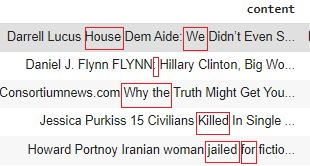 content
Darrell Lucus House Dem Aide: We Didn't Even S...
Daniel J. Flynn FLYNN: Hillary Clinton, Big Wo...
Consortiumnews.com Why the Truth Might Get You...
Jessica Purkiss 15 Civilians Killed In Single ...
Howard Portnoy Iranian woman jailed for fictio...